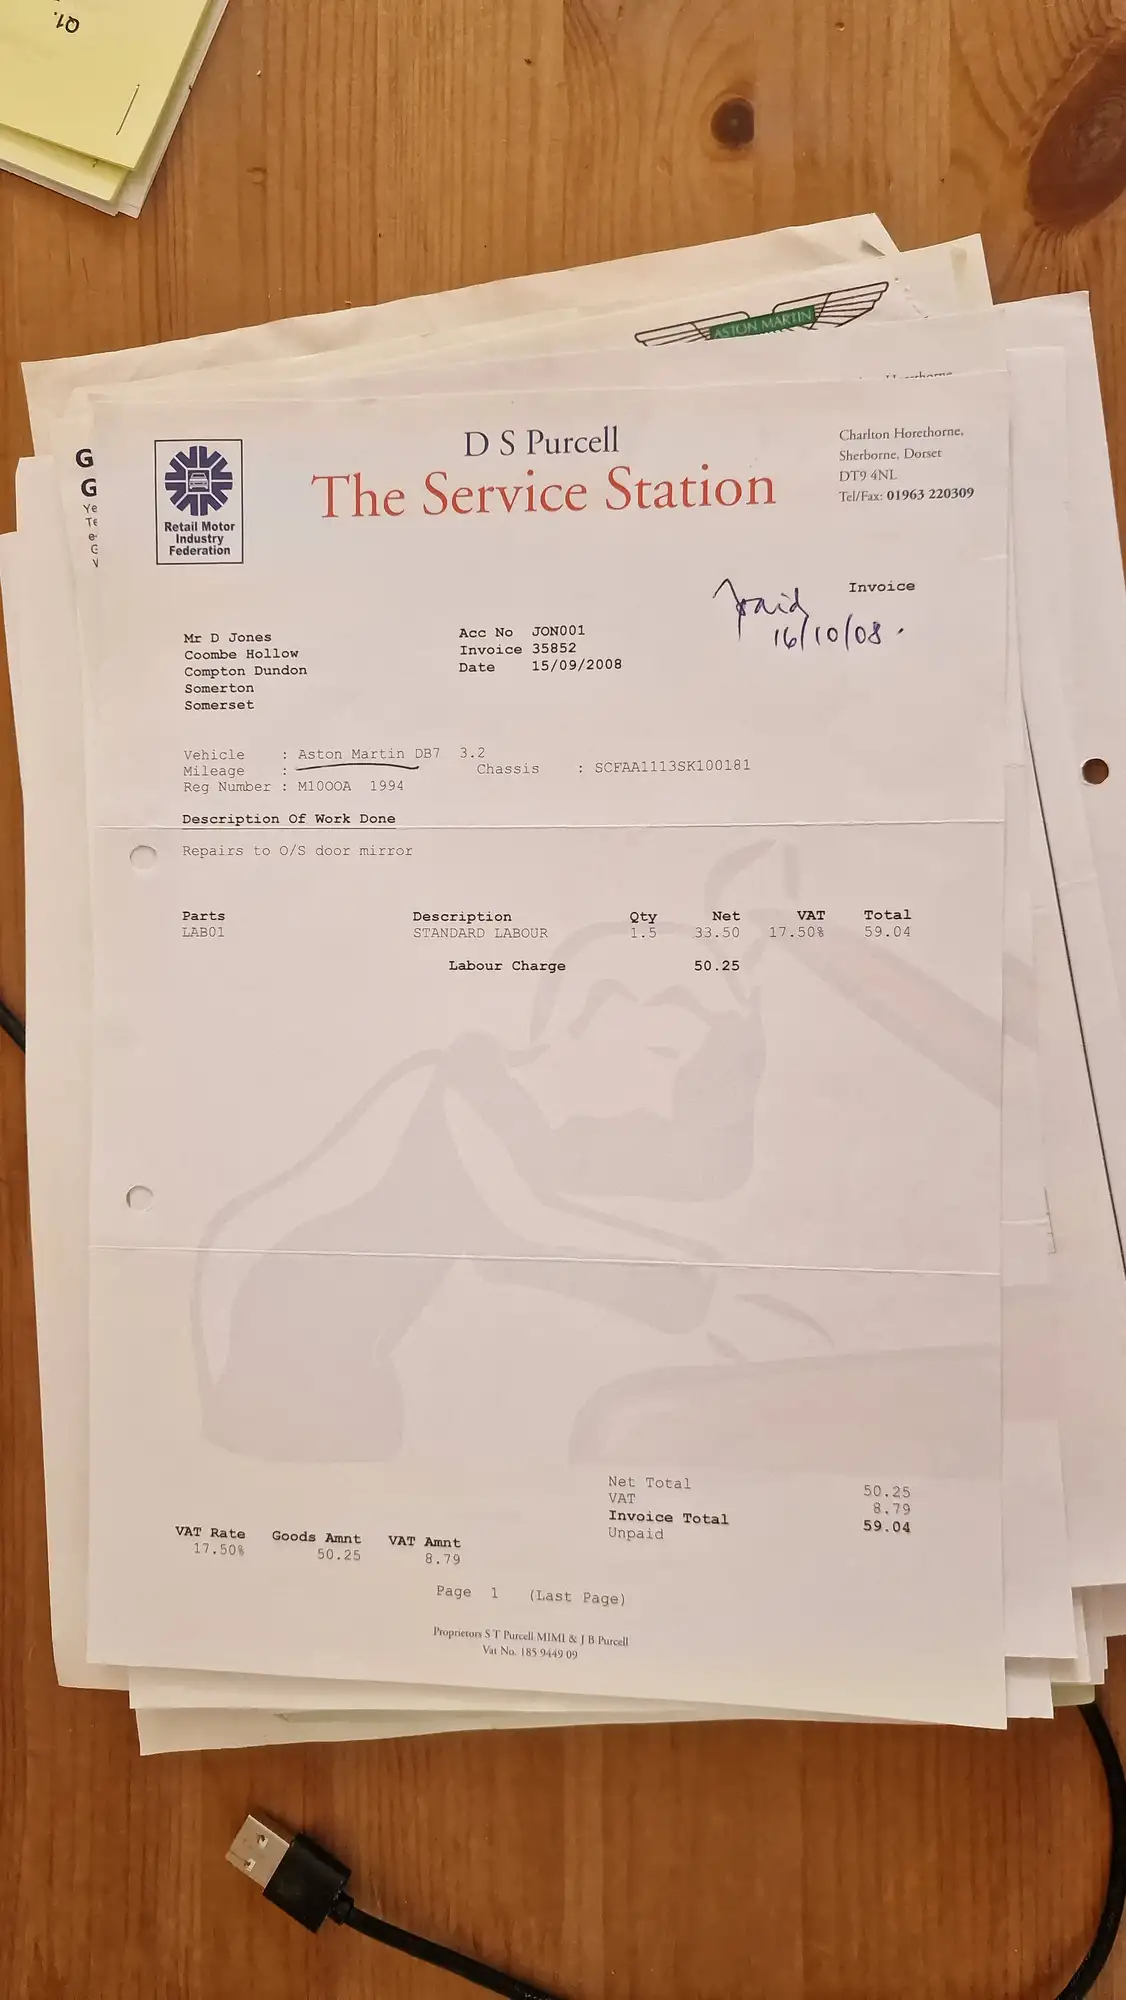 Q1.
ASTON MARTIN
G
G
Ye
Te
e-
G
V
D S Purcell
The Service Station
Charlton Horethorne,
Sherborne, Dorset
DT9 4NL
Tel/Fax: 01963 220309
Retail Motor
Industry
Federation
Invoice
paid
16/10/08.
Mr D Jones
Coombe Hollow
Compton Dundon
Somerton
Somerset
Acc No JON001
Invoice 35852
Date 15/09/2008
Vehicle : Aston Martin DB7 3.2
Mileage : Chassis : SCFAA1113SK100181
Reg Number : M100OA 1994
Description Of Work Done
Repairs to O/S door mirror
Parts Description Qty Net VAT Total
LAB01 STANDARD LABOUR 1.5 33.50 17.50% 59.04
Labour Charge 50.25
Net Total 50.25
VAT 8.79
Invoice Total 59.04
Unpaid
VAT Rate Goods Amnt VAT Amnt
17.50% 50.25 8.79
Page 1 (Last Page)
Proprietors S T Purcell MIMI & J B Purcell
Vat No. 185 9449 09